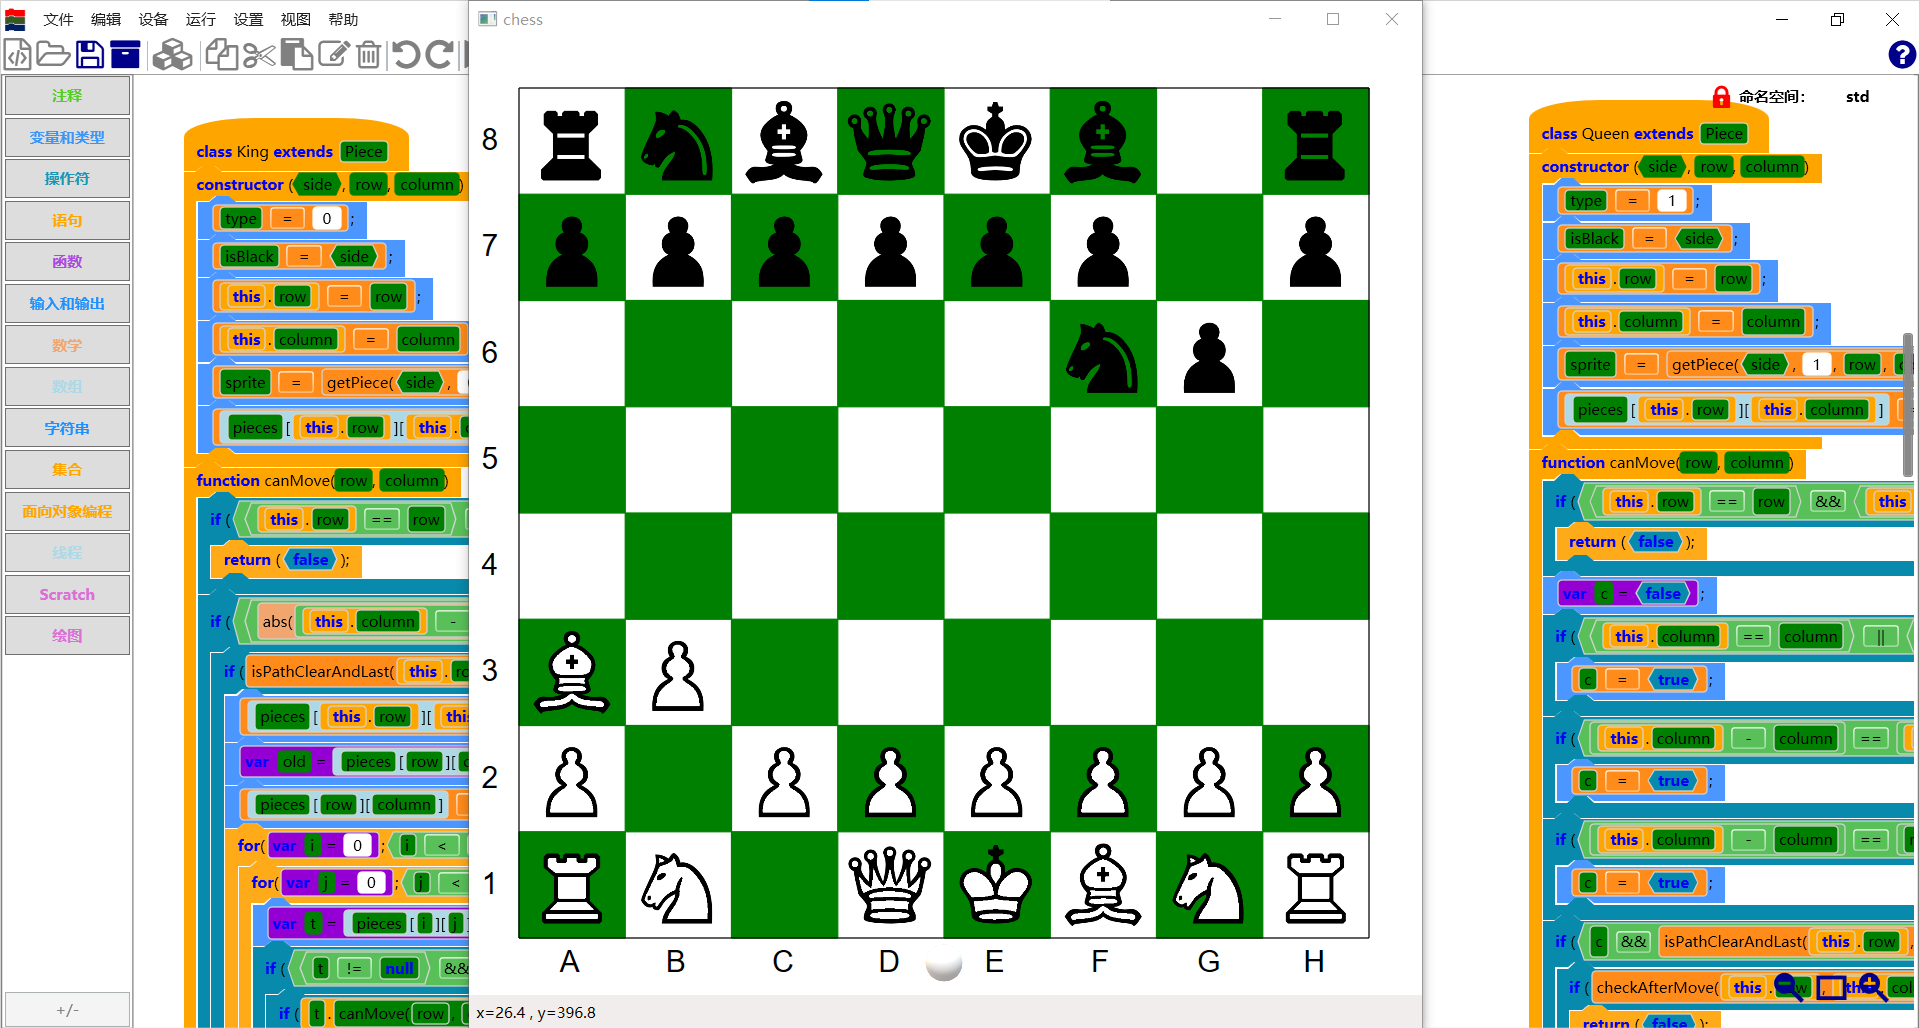 文件 编辑 设备 运行 设置 视图 帮助
chess
注释
变量和类型
操作符
语句
函数
输入和输出
数学
数组
字符串
集合
面向对象编程
线程
Scratch
绘图
+/-
class King extends Piece
constructor ( side , row , column )
type = 0 ;
isBlack = side ;
this . row = row ;
this . column = column
sprite = getPiece( side ,
pieces [ this . row ][ this .
function canMove( row , column )
if ( this . row == row
return ( false );
if ( abs( this . column -
if ( isPathClearAndLast( this .
pieces [ this . row ][
var old = pieces [ row ][
pieces [ row ][ column ]
for( var i = 0 ; i <
for( var j = 0 ; j <
var t = pieces [ i ][ j ]
if ( t != null &&
if ( t . canMove( row ,
8
7
6
5
4
3
2
1
A B C D E F G H
x=26.4 , y=396.8
命名空间: std
class Queen extends Piece
constructor ( side , row , column )
type = 1 ;
isBlack = side ;
this . row = row ;
this . column = column ;
sprite = getPiece( side , 1 , row ,
pieces [ this . row ][ this . column ]
function canMove( row , column )
if ( this . row == row && this
return ( false );
var c = false ;
if ( this . column == column ||
c = true ;
if ( this . column - column ==
c = true ;
if ( this . column - column ==
c = true ;
if ( c && isPathClearAndLast( this . row ,
if ( checkAfterMove( this . row ,
return ( false );